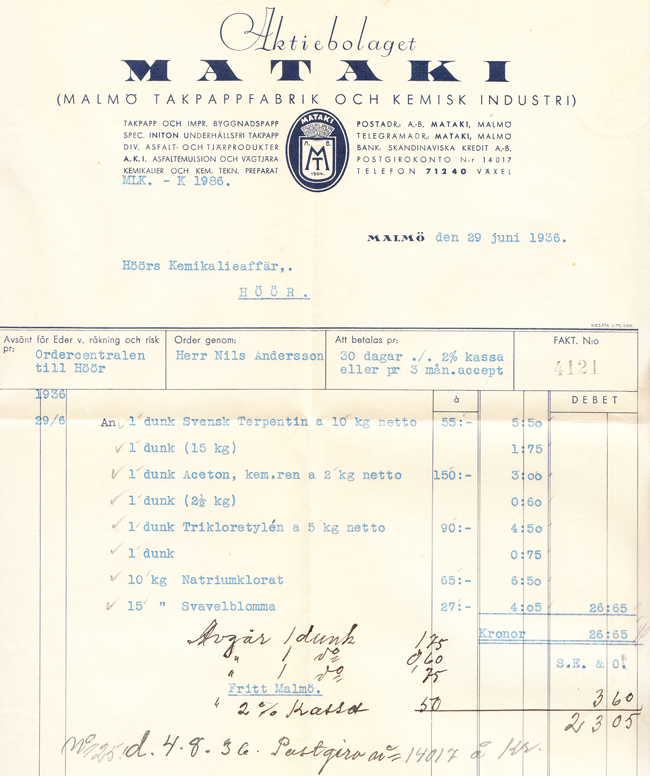 Aktiebolaget
MATAKI
(MALMÖ TAKPAPPFABRIK OCH KEMISK INDUSTRI)
TAKPAPP OCH IMPR. BYGGNADSPAPP
SPEC. INITON UNDERHÅLLSFRI TAKPAPP
DIV. ASFALT- OCH TJÄRPRODUKTER
A.K.I. ASFALTEMULSION OCH VÄGTJÄRA
KEMIKALIER OCH KEM. TEKN. PREPARAT
MATAKI
A. B.
MT
1904
POSTADR.: A.-B. MATAKI, MALMÖ
TELEGRAMADR.: MATAKI, MALMÖ
BANK: SKANDINAVISKA KREDIT A.-B.
POSTGIROKONTO N:r 14017
TELEFON 71240 VÄXEL
MLK. - K 1986.
MALMÖ den 29 juni 1936.
Höörs Kemikalieaffär,.
HÖÖR.
Avsänt för Eder v. räkning och risk pr: Ordercentralen till Höör
Order genom: Herr Nils Andersson
Att betalas pr: 30 dagar ./. 2% kassa eller pr 3 mån.accept
FAKT. N:o 4121
1936
à DEBET
29/6 An 1 dunk Svensk Terpentin a 10 kg netto 55:- 5:50
1 dunk (15 kg) 1:75
1 dunk Aceton, kem.ren a 2 kg netto 150:- 3:00
1 dunk (2½ kg) 0:60
1 dunk Trikloretylén a 5 kg netto 90:- 4:50
1 dunk 0:75
10 kg Natriumklorat 65:- 6:50
15 " Svavelblomma 27:- 4:05 26:65
Kronor 26:65
Avgår 1 dunk 1,75
" 1 do 0,60
" 1 do 75
S.E. & O.
Fritt Malmö.
" 2% Kassa 50 3 60
23 05
d. 4.8.36. Postgiro no 14017 å Kr.